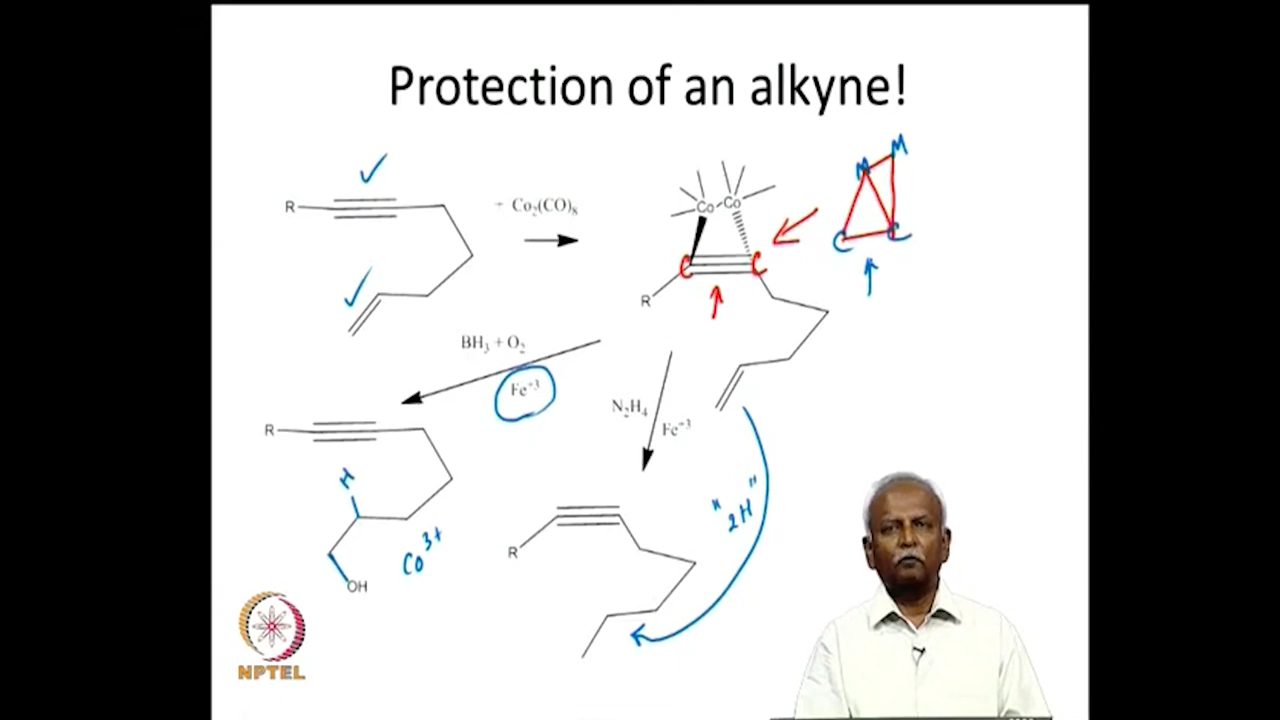 Protection of an alkyne!
R
+ Co₂(CO)₈
Co Co
C C
R
M M
C C
BH₃ + O₂
Fe⁺³
N₂H₄
Fe⁺³
R
H
OH
Co³⁺
R
"2H"
NPTEL